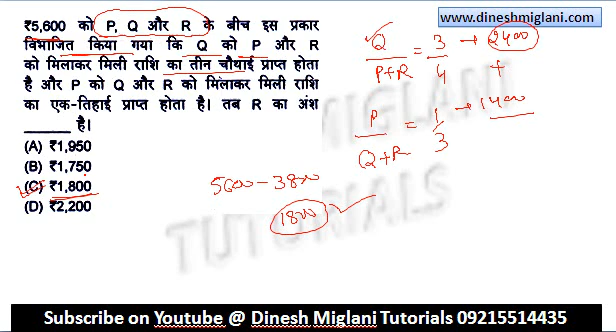 www.dineshmiglani.com
₹5,600 को P, Q और R के बीच इस प्रकार
विभाजित किया गया कि Q को P और R
को मिलाकर मिली राशि का तीन चौथाई प्राप्त होता
है और P को Q और R को मिलाकर मिली राशि
का एक-तिहाई प्राप्त होता है। तब R का अंश
________ है।
(A) ₹1,950
(B) ₹1,750
(C) ₹1,800
(D) ₹2,200
Q/P+R = 3/4 → 2400
+
P/Q+R = 1/3 → 1400
5600-3800
1800
MIGLANI
TUTORIALS
Subscribe on Youtube @ Dinesh Miglani Tutorials 09215514435